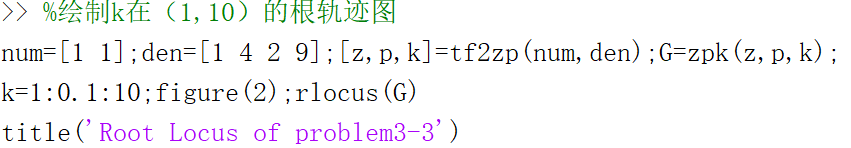 >> %绘制k在（1,10）的根轨迹图
num=[1 1];den=[1 4 2 9];[z,p,k]=tf2zp(num,den);G=zpk(z,p,k);
k=1:0.1:10;figure(2);rlocus(G)
title('Root Locus of problem3-3')